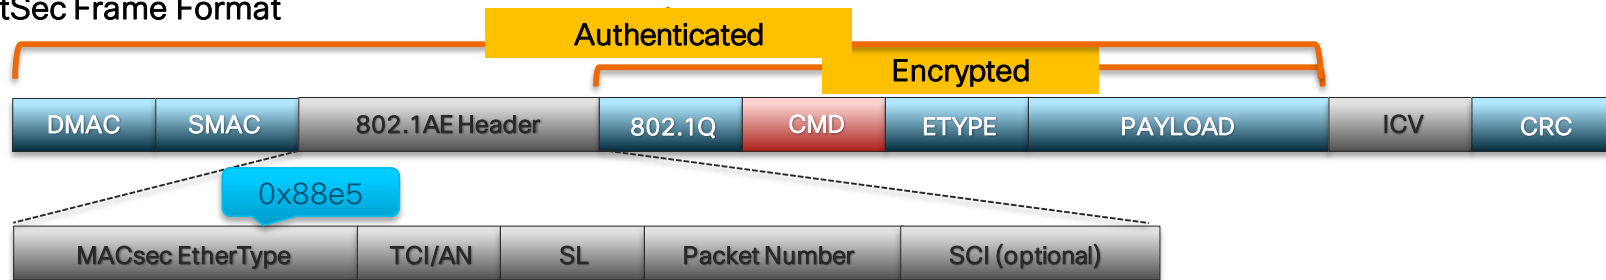 tSec Frame Format
Authenticated
Encrypted
DMAC SMAC 802.1AE Header 802.1Q CMD ETYPE PAYLOAD ICV CRC
0x88e5
MACsec EtherType TCI/AN SL Packet Number SCI (optional)